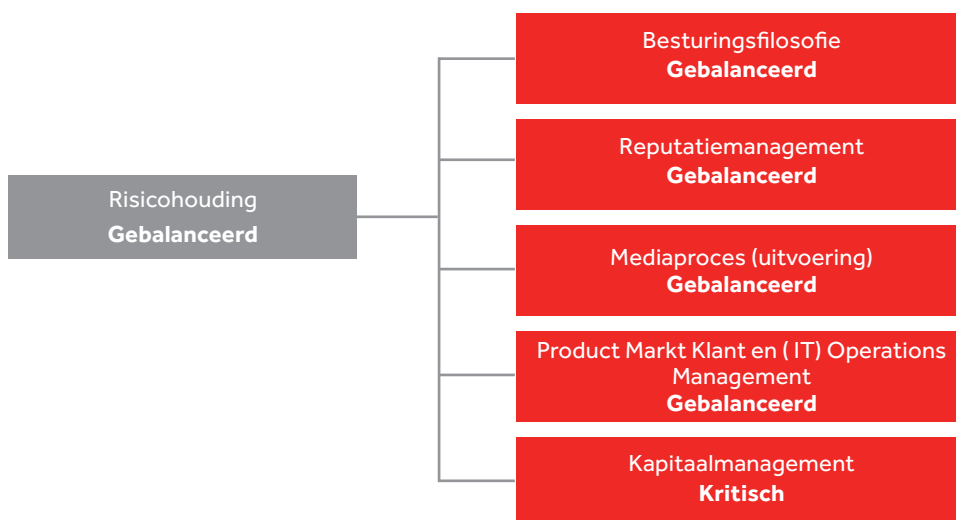 Risicohouding
Gebalanceerd
Besturingsfilosofie
Gebalanceerd
Reputatiemanagement
Gebalanceerd
Mediaproces (uitvoering)
Gebalanceerd
Product Markt Klant en ( IT) Operations
Management
Gebalanceerd
Kapitaalmanagement
Kritisch